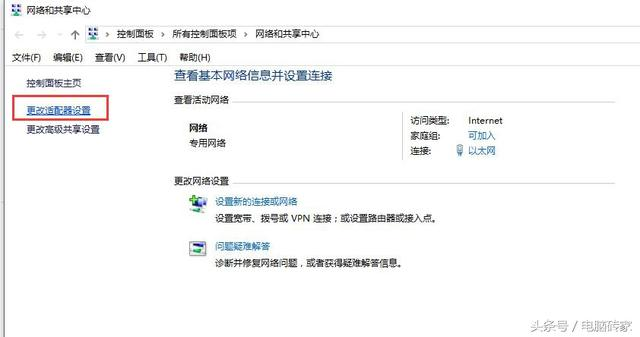 网络和共享中心
控制面板 › 所有控制面板项 › 网络和共享中心
文件(F) 编辑(E) 查看(V) 工具(T) 帮助(H)
控制面板主页
更改适配器设置
更改高级共享设置
查看基本网络信息并设置连接
查看活动网络
网络
专用网络
访问类型: Internet
家庭组: 可加入
连接: 以太网
更改网络设置
设置新的连接或网络
设置宽带、拨号或 VPN 连接；或设置路由器或接入点。
问题疑难解答
诊断并修复网络问题，或者获得疑难解答信息。
头条号 / 电脑砖家